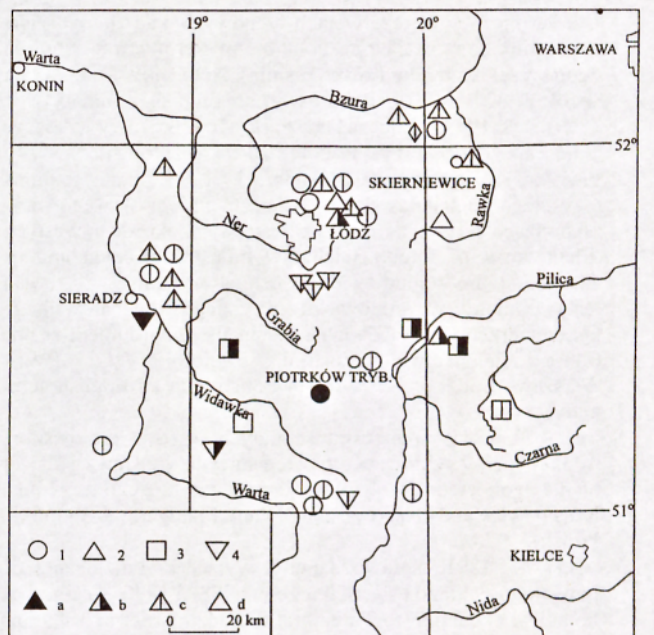 19°
20°
Warta
KONIN
WARSZAWA
Bzura
52°
SKIERNIEWICE
Rawka
Ner
ŁÓDŹ
Pilica
SIERADZ
Grabia
PIOTRKÓW TRYB.
Widawka
Czarna
Warta
51°
1 2 3 4
KIELCE
a b c d
Nida
0 20 km